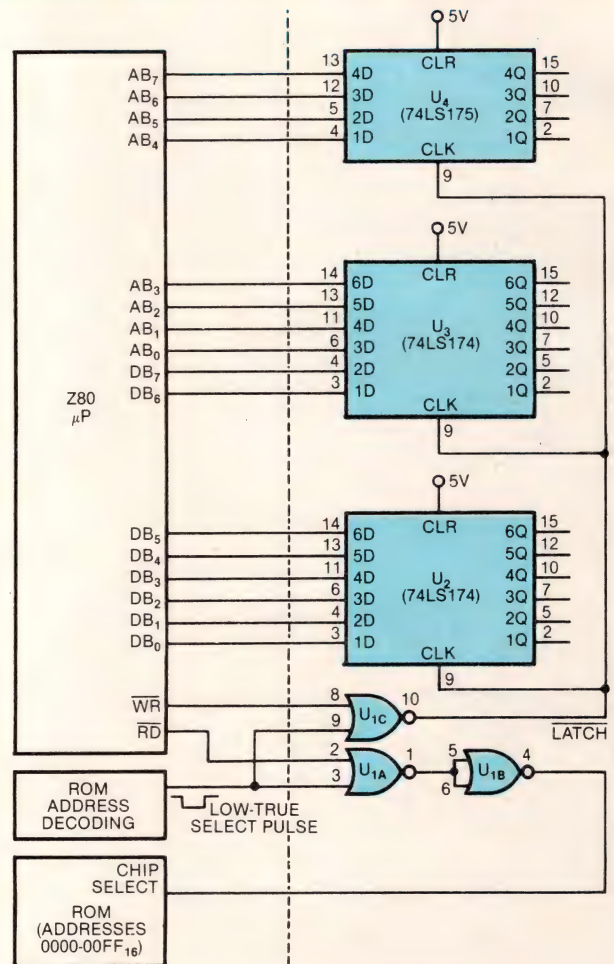 5V
13 CLR 15
AB7 4D 4Q
12 10
AB6 3D U4 3Q
5 7
AB5 2D (74LS175) 2Q
4 2
AB4 1D 1Q
CLK
9
5V
14 CLR 15
AB3 6D 6Q
13 12
AB2 5D 5Q
11 10
AB1 4D U3 4Q
6 7
AB0 3D (74LS174) 3Q
4 5
DB7 2D 2Q
3 2
DB6 1D 1Q
CLK
9
Z80
μP
5V
14 CLR 15
DB5 6D 6Q
13 12
DB4 5D 5Q
11 10
DB3 4D U2 4Q
6 7
DB2 3D (74LS174) 3Q
4 5
DB1 2D 2Q
3 2
DB0 1D 1Q
CLK
9
WR 8 U1C 10
RD 9 LATCH
2 1 5 4
3 U1A 6 U1B
ROM
ADDRESS
DECODING
LOW-TRUE
SELECT PULSE
CHIP
SELECT
ROM
(ADDRESSES
0000-00FF16)